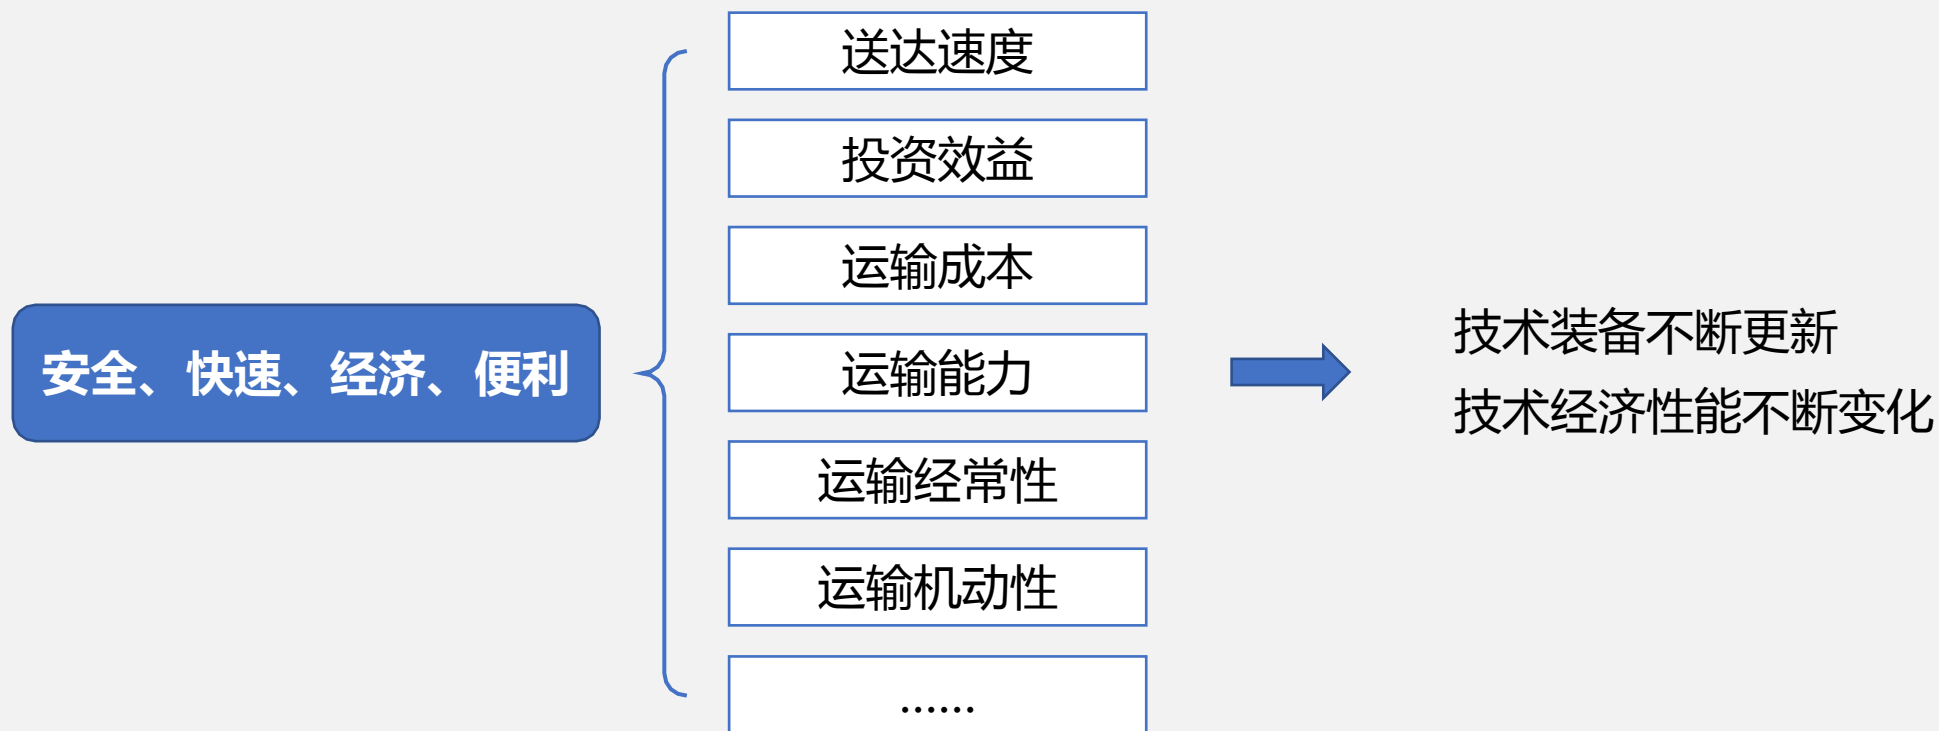 安全、快速、经济、便利
送达速度
投资效益
运输成本
运输能力
运输经常性
运输机动性
……
技术装备不断更新
技术经济性能不断变化